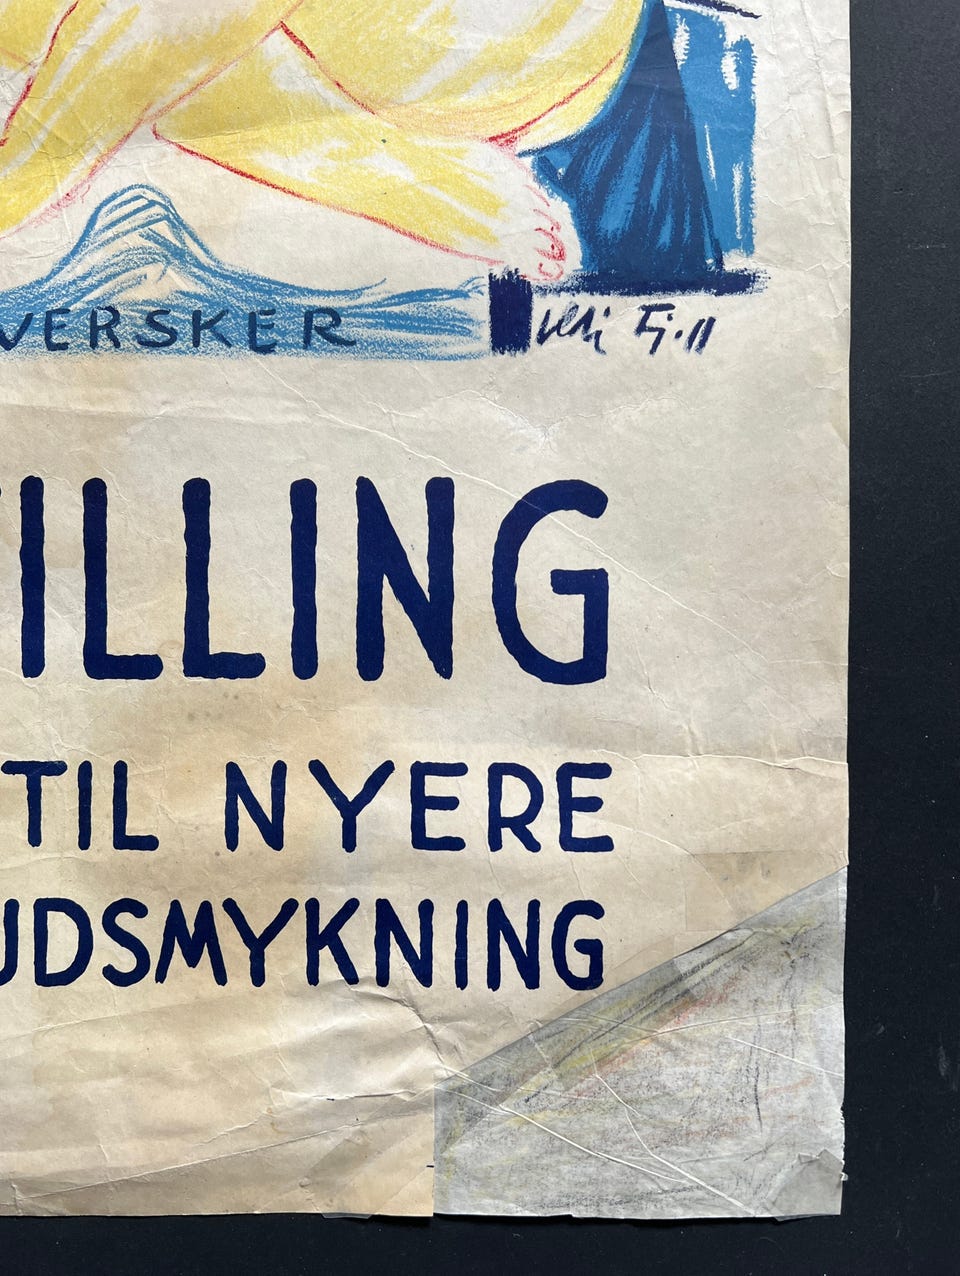 VERSKER
ILLING
TIL NYERE
UDSMYKNING